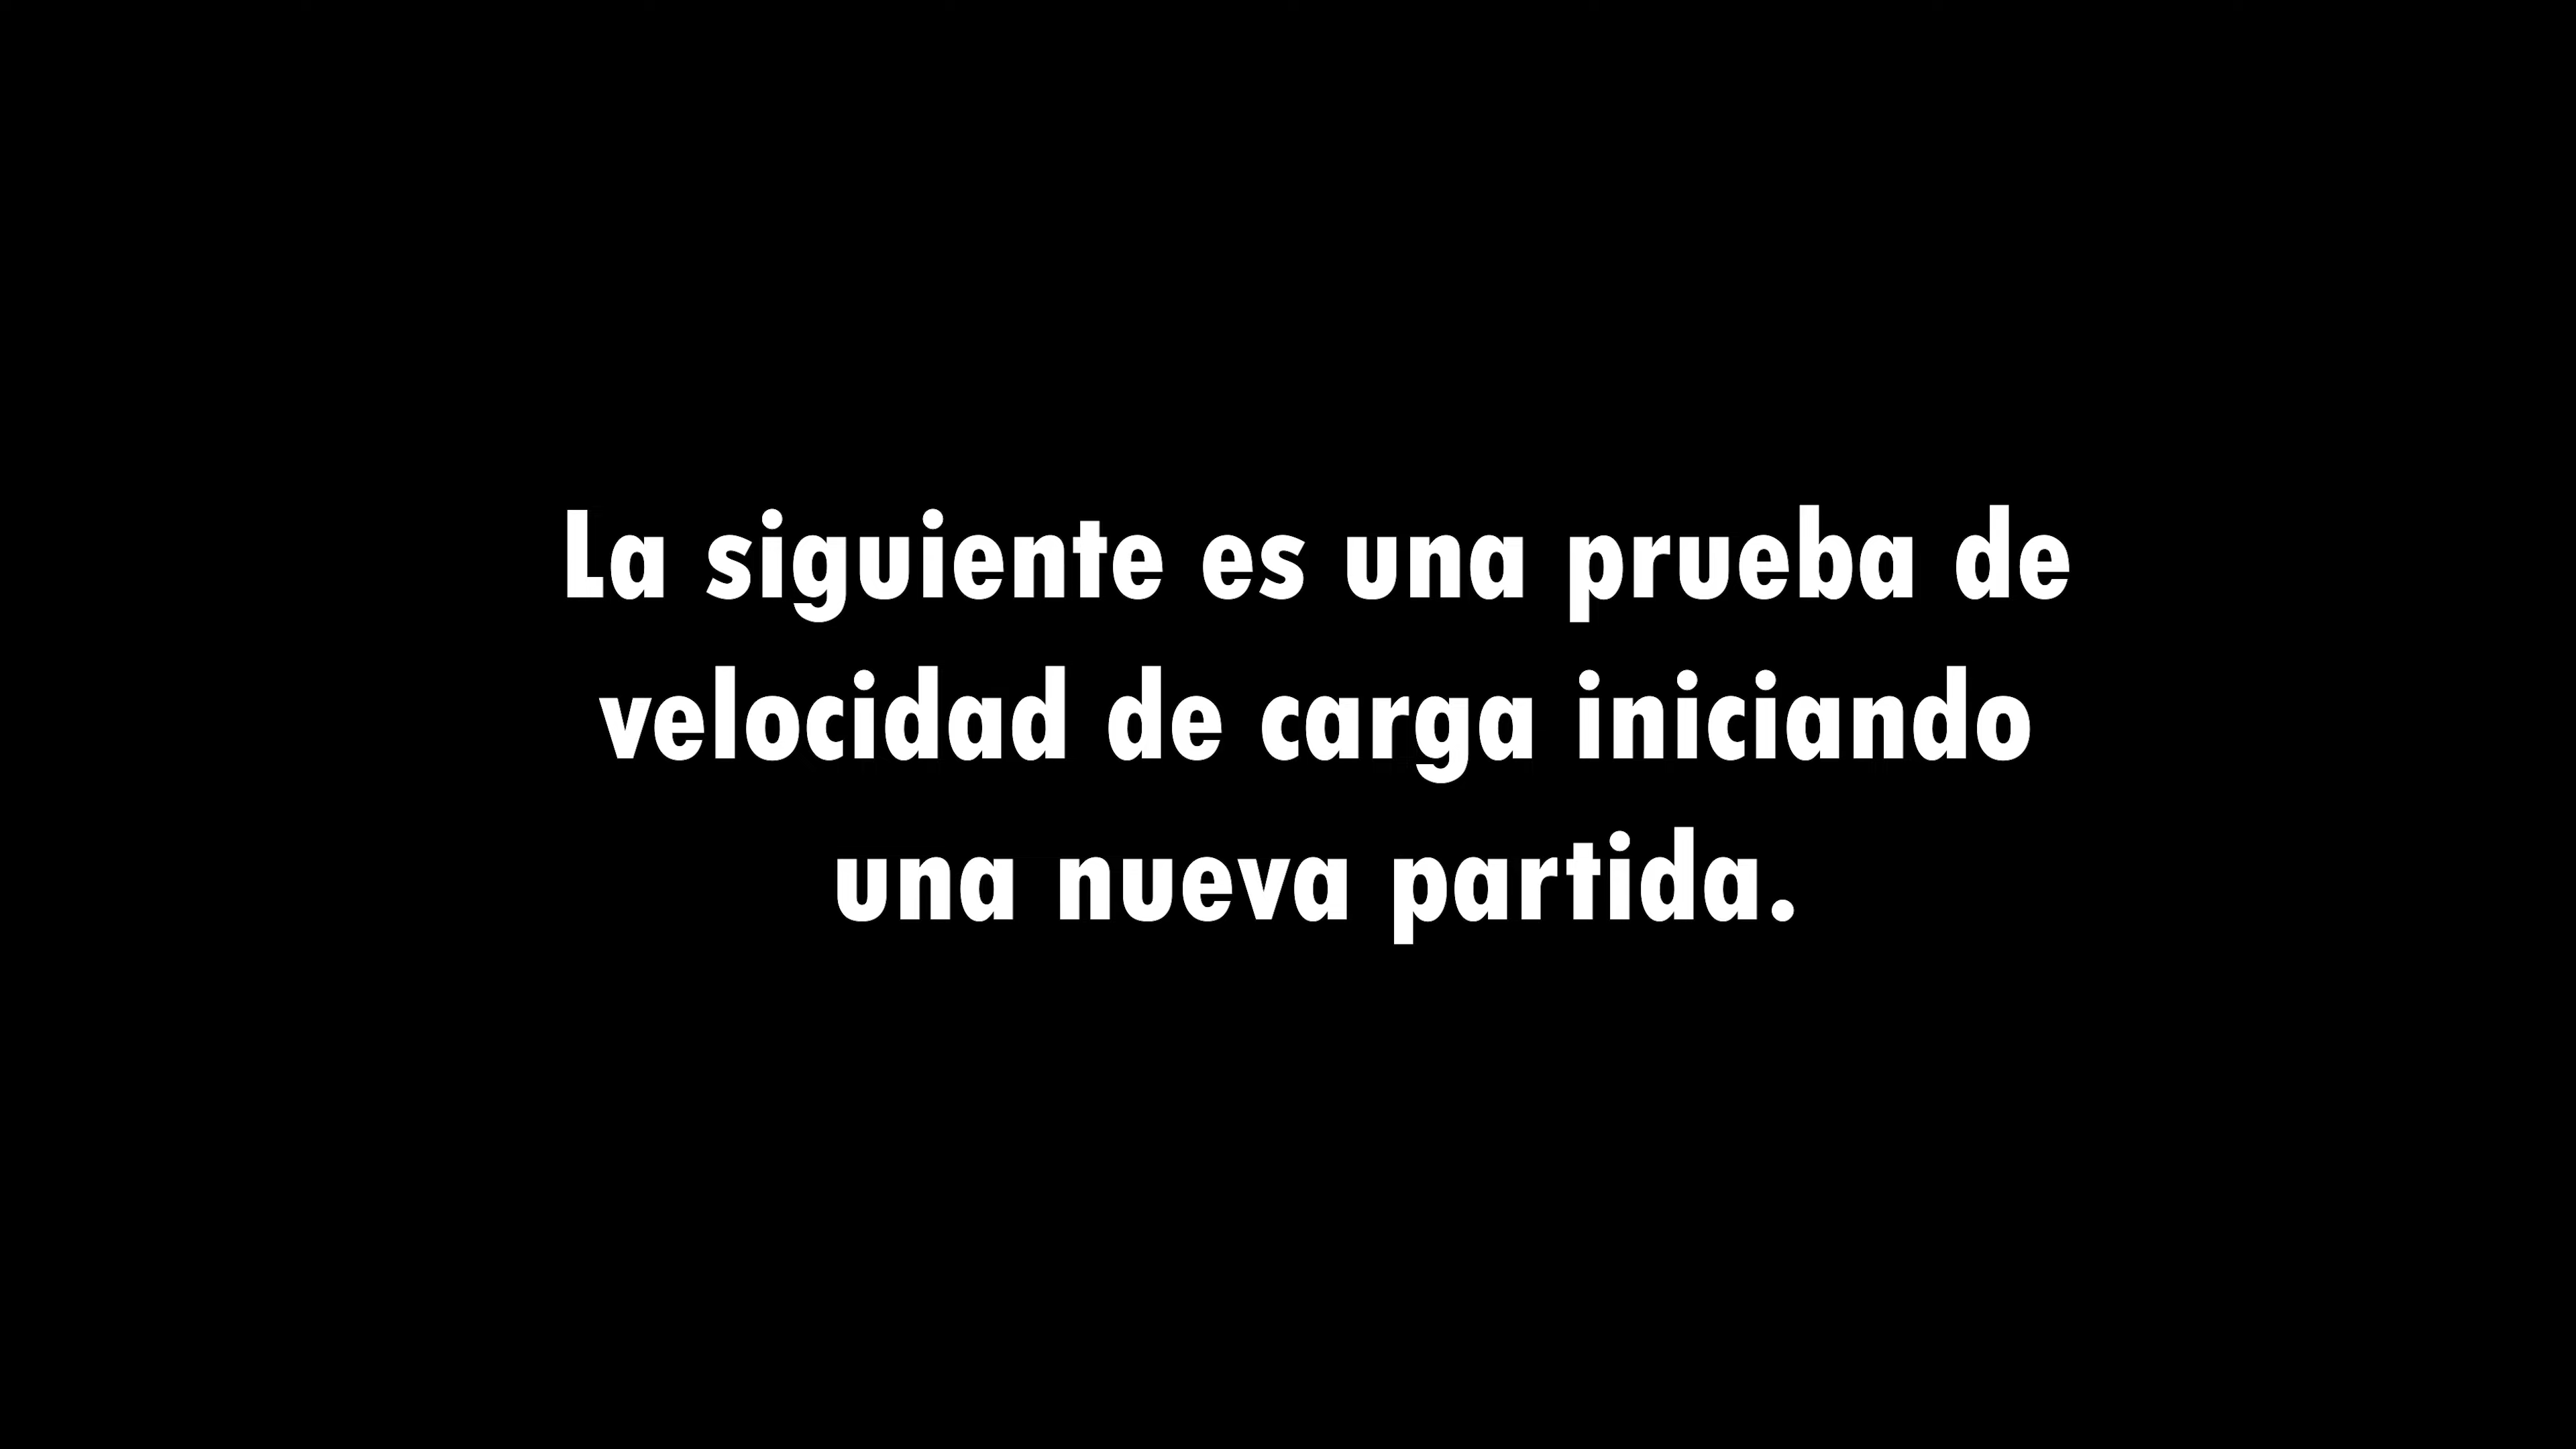 La siguiente es una prueba de
velocidad de carga iniciando
una nueva partida.